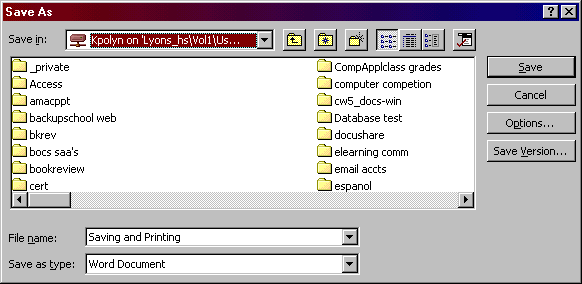 Save As
Save in: Kpolyn on 'Lyons_hs\Vol1\Us...
_private
Access
amacppt
backupschool web
bkrev
bocs saa's
bookreview
cert
CompApplclass grades
computer competion
cw5_docs-win
Database test
docushare
elearning comm
email accts
espanol
Save
Cancel
Options...
Save Version...
File name: Saving and Printing
Save as type: Word Document